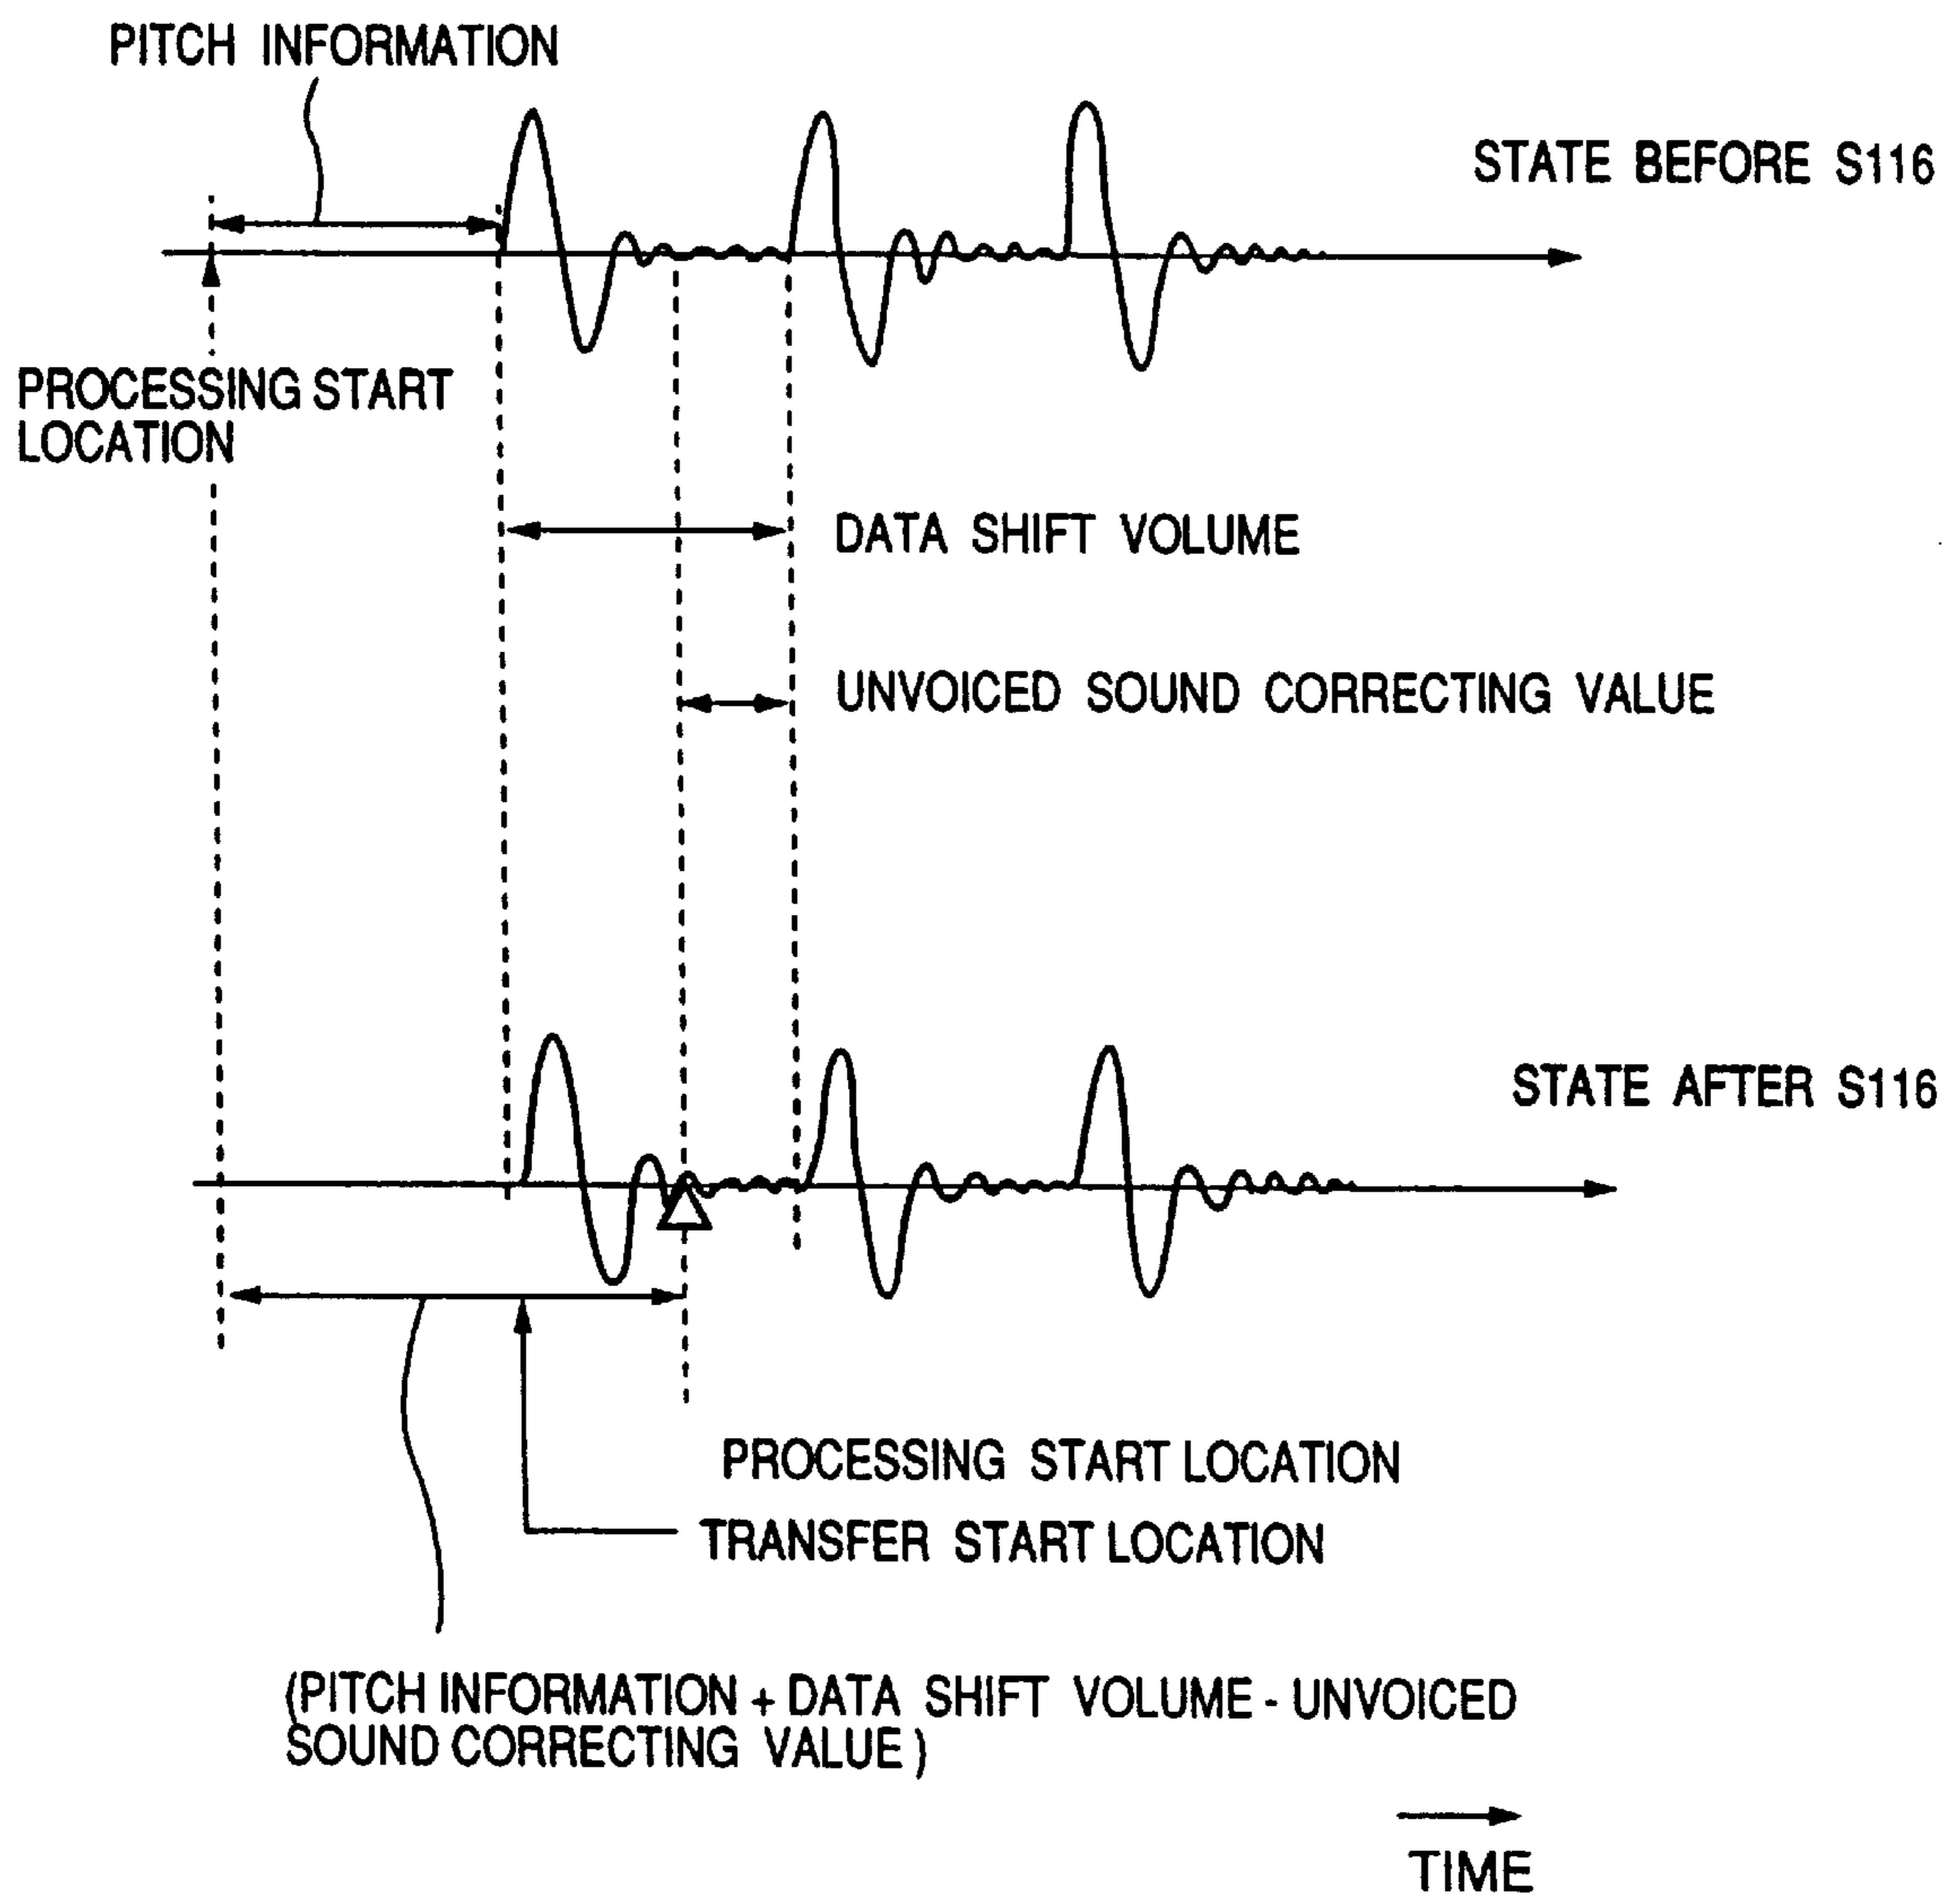 PITCH INFORMATION
STATE BEFORE S116
PROCESSING START
LOCATION
DATA SHIFT VOLUME
UNVOICED SOUND CORRECTING VALUE
STATE AFTER S116
PROCESSING START LOCATION
TRANSFER START LOCATION
(PITCH INFORMATION + DATA SHIFT VOLUME - UNVOICED
SOUND CORRECTING VALUE)
TIME